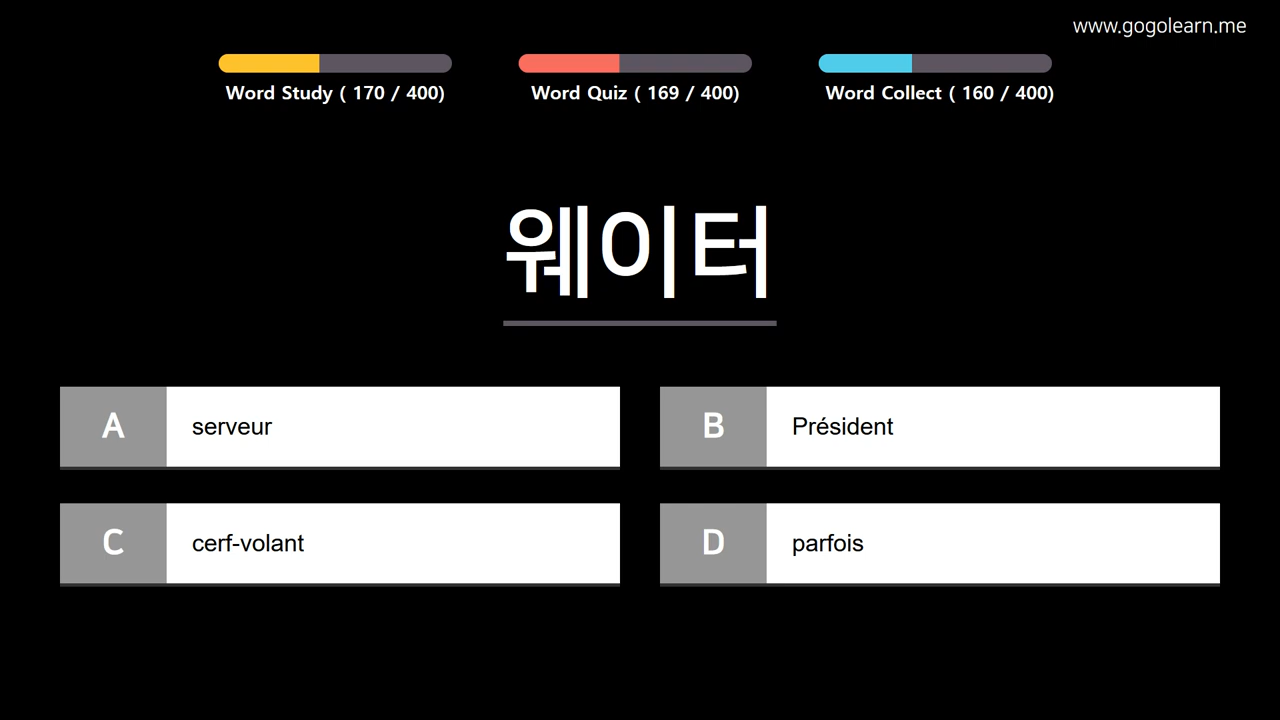 www.gogolearn.me
Word Study ( 170 / 400)
Word Quiz ( 169 / 400)
Word Collect ( 160 / 400)
웨이터
A serveur
B Président
C cerf-volant
D parfois